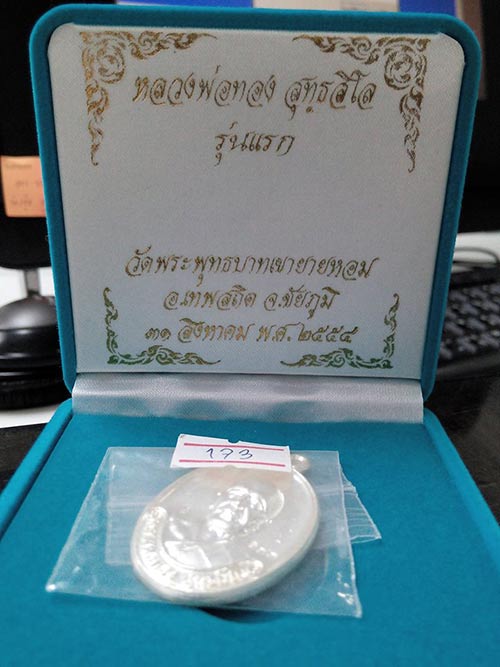 หลวงพ่อทอง สุทธสีโล
รุ่นแรก
วัดพระพุทธบาทเขายายหอม
อ.เทพสถิต จ.ชัยภูมิ
๓๑ สิงหาคม พ.ศ. ๒๕๕๔
193